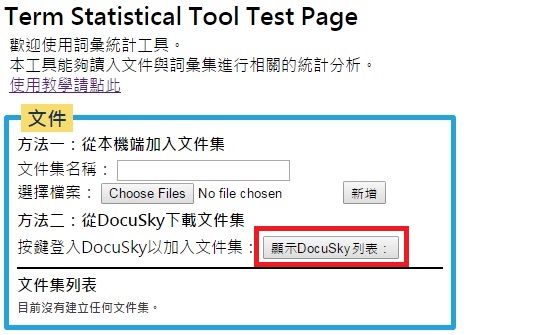 Term Statistical Tool Test Page
歡迎使用詞彙統計工具。
本工具能夠讀入文件與詞彙集進行相關的統計分析。
使用教學請點此
文件
方法一：從本機端加入文件集
文件集名稱：
選擇檔案： Choose Files No file chosen 新增
方法二：從DocuSky下載文件集
按鍵登入DocuSky以加入文件集： 顯示DocuSky列表：
文件集列表
目前沒有建立任何文件集。